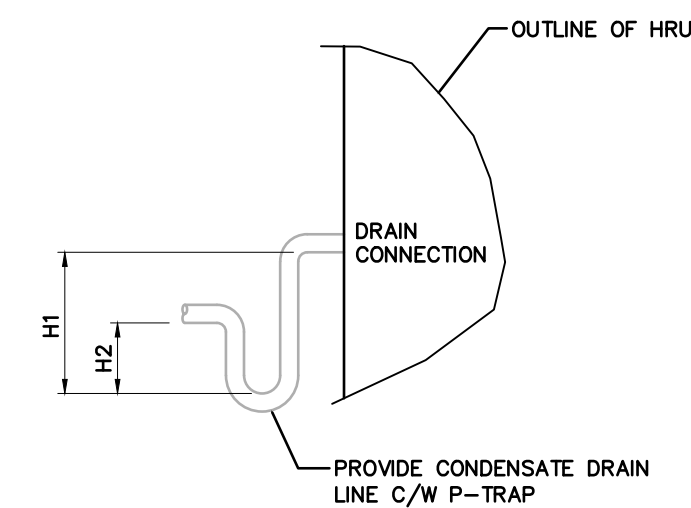 OUTLINE OF HRU
DRAIN
CONNECTION
H1
H2
PROVIDE CONDENSATE DRAIN
LINE C/W P-TRAP